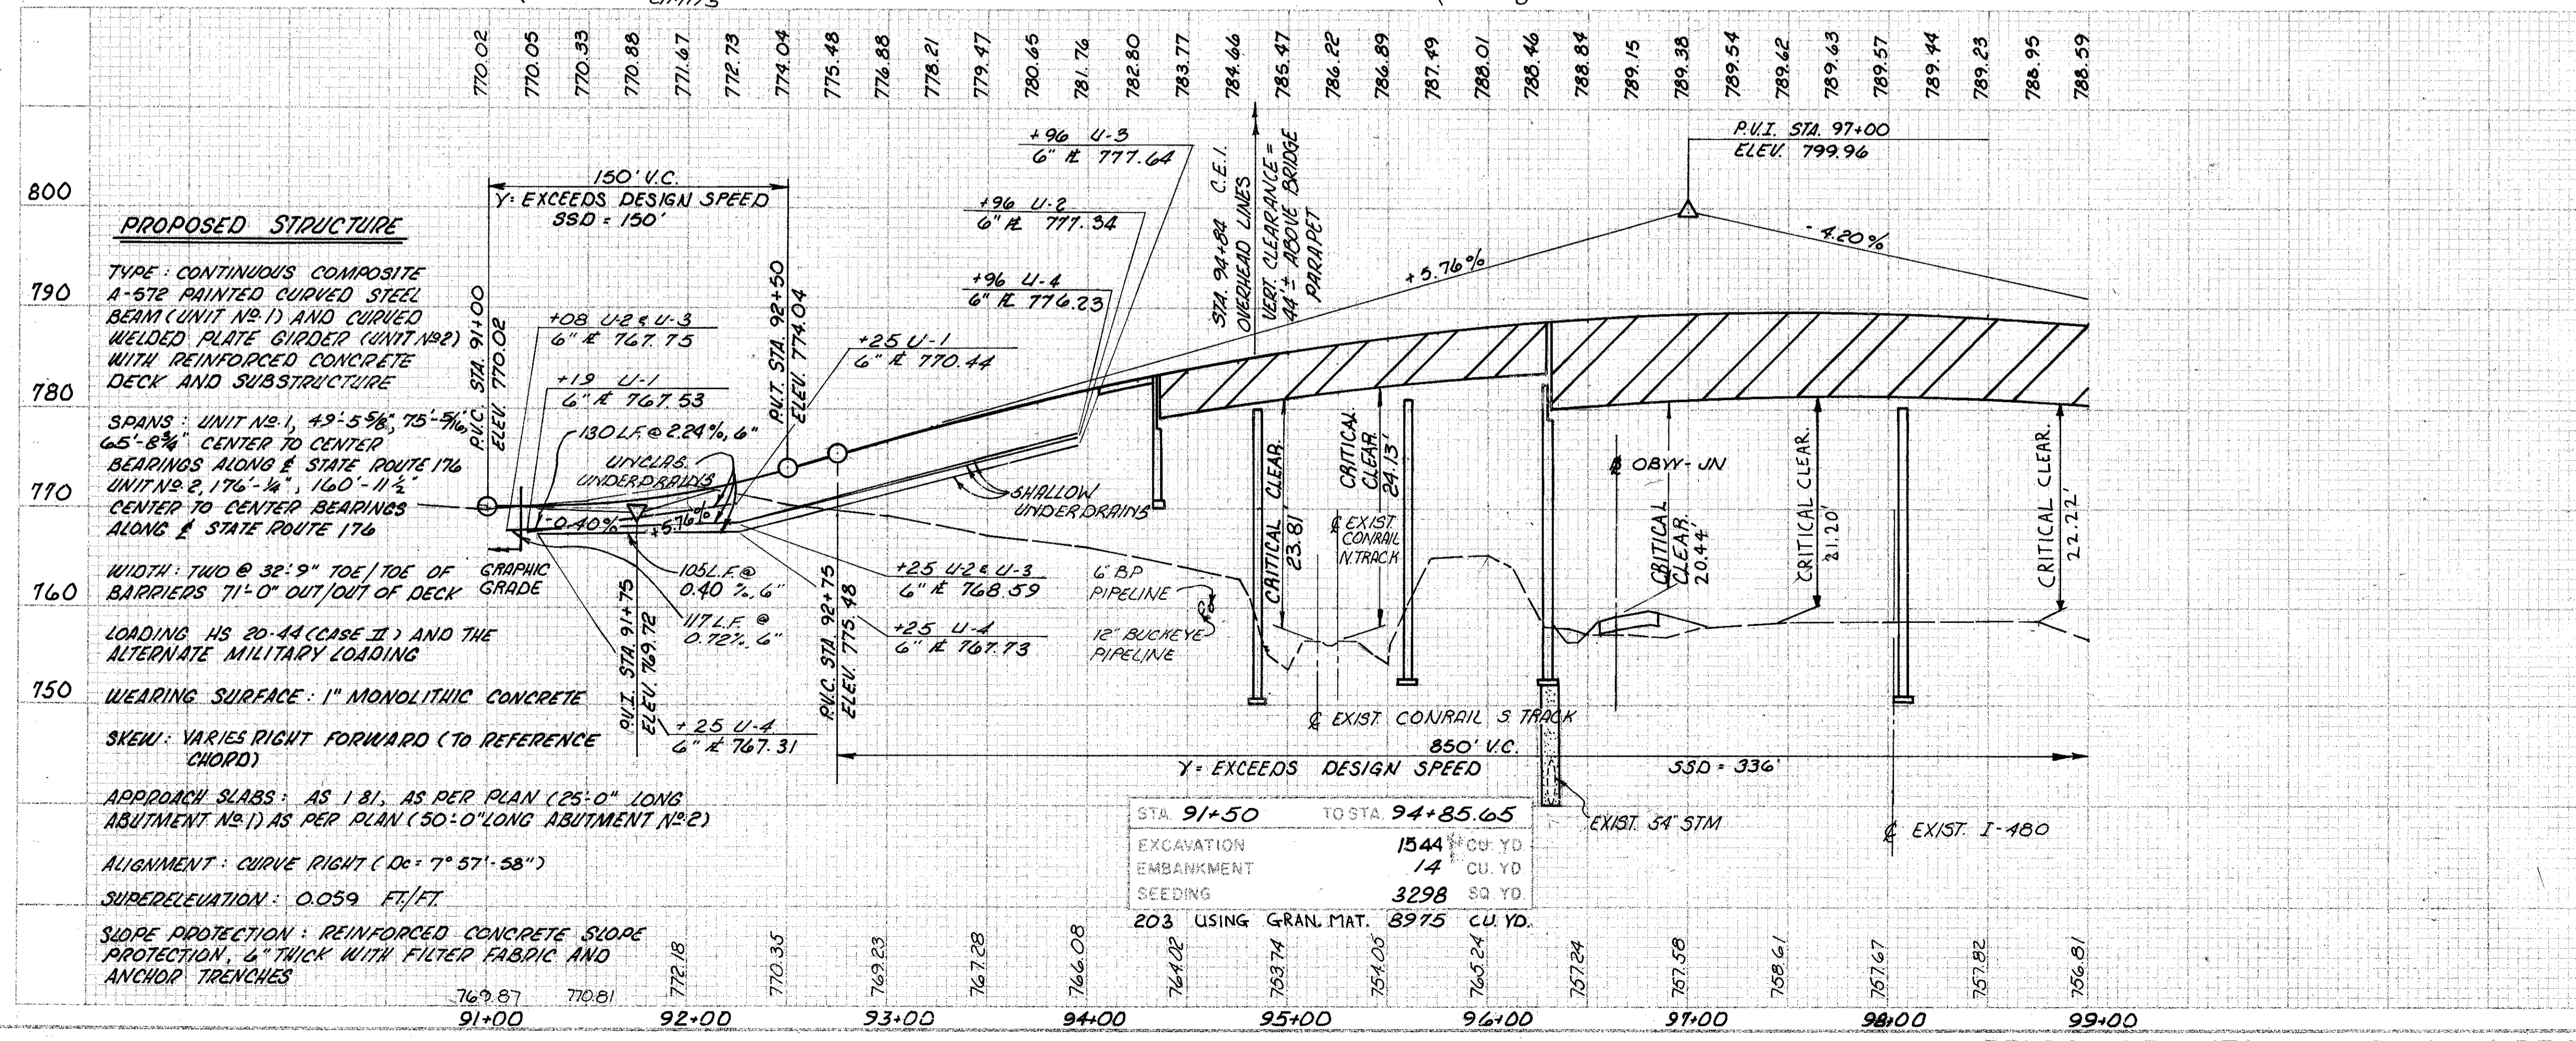 LIMITS
770.02 770.05 770.33 770.88 771.67 772.73 774.04 775.48 776.88 778.21 779.47 780.65 781.76 782.80 783.77 784.66 785.47 786.22 786.89 787.49 788.01 788.46 788.84 789.15 789.38 789.54 789.62 789.63 789.57 789.44 789.23 788.95 788.59
800
790
780
770
760
750
PROPOSED STRUCTURE
TYPE : CONTINUOUS COMPOSITE
A-572 PAINTED CURVED STEEL
BEAM (UNIT Nº 1) AND CURVED
WELDED PLATE GIRDER (UNIT Nº2)
WITH REINFORCED CONCRETE
DECK AND SUBSTRUCTURE
SPANS : UNIT Nº 1, 49'-5 5/8", 75'-5/16,
65'-8 3/4" CENTER TO CENTER
BEARINGS ALONG ℄ STATE ROUTE 176
UNIT Nº 2, 176'-1/4", 160'-11 1/2"
CENTER TO CENTER BEARINGS
ALONG ℄ STATE ROUTE 176
WIDTH : TWO @ 32'-9" TOE/TOE OF
BARRIERS 71'-0" OUT/OUT OF DECK
LOADING HS 20-44 (CASE II) AND THE
ALTERNATE MILITARY LOADING
WEARING SURFACE : 1" MONOLITHIC CONCRETE
SKEW : VARIES RIGHT FORWARD (TO REFERENCE
CHORD)
APPROACH SLABS : AS 1 81, AS PER PLAN (25'-0" LONG
ABUTMENT Nº 1) AS PER PLAN (50'-0" LONG ABUTMENT Nº 2)
ALIGNMENT : CURVE RIGHT (Dc = 7° 57'-58")
SUPERELEVATION : 0.059 FT./FT.
SLOPE PROTECTION : REINFORCED CONCRETE SLOPE
PROTECTION, 6" THICK WITH FILTER FABRIC AND
ANCHOR TRENCHES
150' V.C.
Y= EXCEEDS DESIGN SPEED
SSD = 150'
P.V.C. STA. 91+00
ELEV. 770.02
+08 U-2 & U-3
6" ℄ 767.75
+19 U-1
6" ℄ 767.53
130 L.F. @ 2.24%, 6"
UNCLAS.
UNDERDRAINS
-0.40%
+5.76%
GRAPHIC
GRADE
105 L.F. @
0.40 %, 6"
117 L.F. @
0.72%, 6"
P.V.I. STA. 91+75
ELEV. 769.72
+25 U-4
6" ℄ 767.31
P.V.T. STA. 92+50
ELEV. 774.04
P.V.C. STA 92+75
ELEV. 775.48
+25 U-1
6" ℄ 770.44
+25 U-2 & U-3
6" ℄ 768.59
+25 U-4
6" ℄ 767.73
SHALLOW
UNDERDRAINS
+96 U-3
6" ℄ 777.64
+96 U-2
6" ℄ 777.34
+96 U-4
6" ℄ 776.23
6" BP
PIPELINE
12" BUCKEYE
PIPELINE
STA. 94+84 C.E.I.
OVERHEAD LINES
VERT. CLEARANCE =
44'± ABOVE BRIDGE
PARAPET
+5.76%
P.V.I. STA. 97+00
ELEV. 799.96
-4.20%
CRITICAL CLEAR.
23.81'
CRITICAL
CLEAR.
24.13'
℄ EXIST
CONRAIL
N. TRACK
℄ EXIST. CONRAIL S. TRACK
℄ OBW-JN
CRITICAL
CLEAR.
20.44'
CRITICAL CLEAR.
21.20'
CRITICAL CLEAR.
22.22'
850' V.C.
Y= EXCEEDS DESIGN SPEED SSD = 336'
EXIST. 54" STM
℄ EXIST. I-480
STA. 91+50 TO STA. 94+85.65
EXCAVATION 1544 CU. YD.
EMBANKMENT 14 CU. YD.
SEEDING 3298 SQ. YD.
203 USING GRAN. MAT. 8975 CU. YD.
769.87 770.81 772.18 770.35 769.23 767.28 766.08 764.02 753.74 754.05 765.24 757.24 757.58 758.61 757.67 757.82 756.81
91+00 92+00 93+00 94+00 95+00 96+00 97+00 98+00 99+00